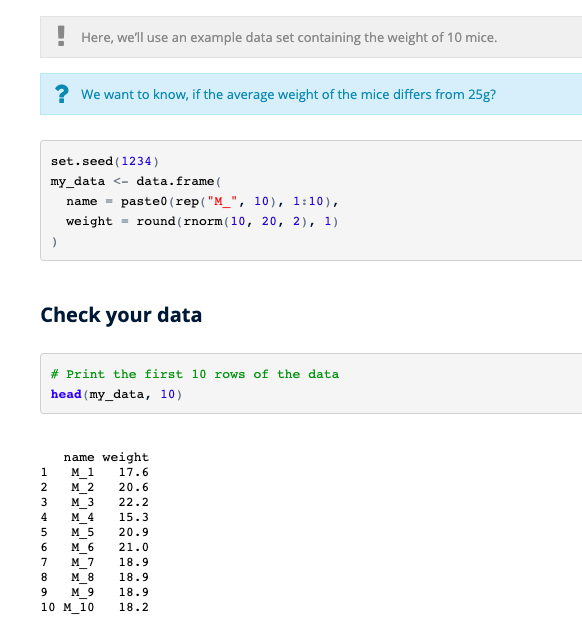 ! Here, we'll use an example data set containing the weight of 10 mice.
? We want to know, if the average weight of the mice differs from 25g?
set.seed(1234)
my_data <- data.frame(
  name = paste0(rep("M_", 10), 1:10),
  weight = round(rnorm(10, 20, 2), 1)
)
Check your data
# Print the first 10 rows of the data
head(my_data, 10)
   name weight
1   M_1   17.6
2   M_2   20.6
3   M_3   22.2
4   M_4   15.3
5   M_5   20.9
6   M_6   21.0
7   M_7   18.9
8   M_8   18.9
9   M_9   18.9
10 M_10   18.2